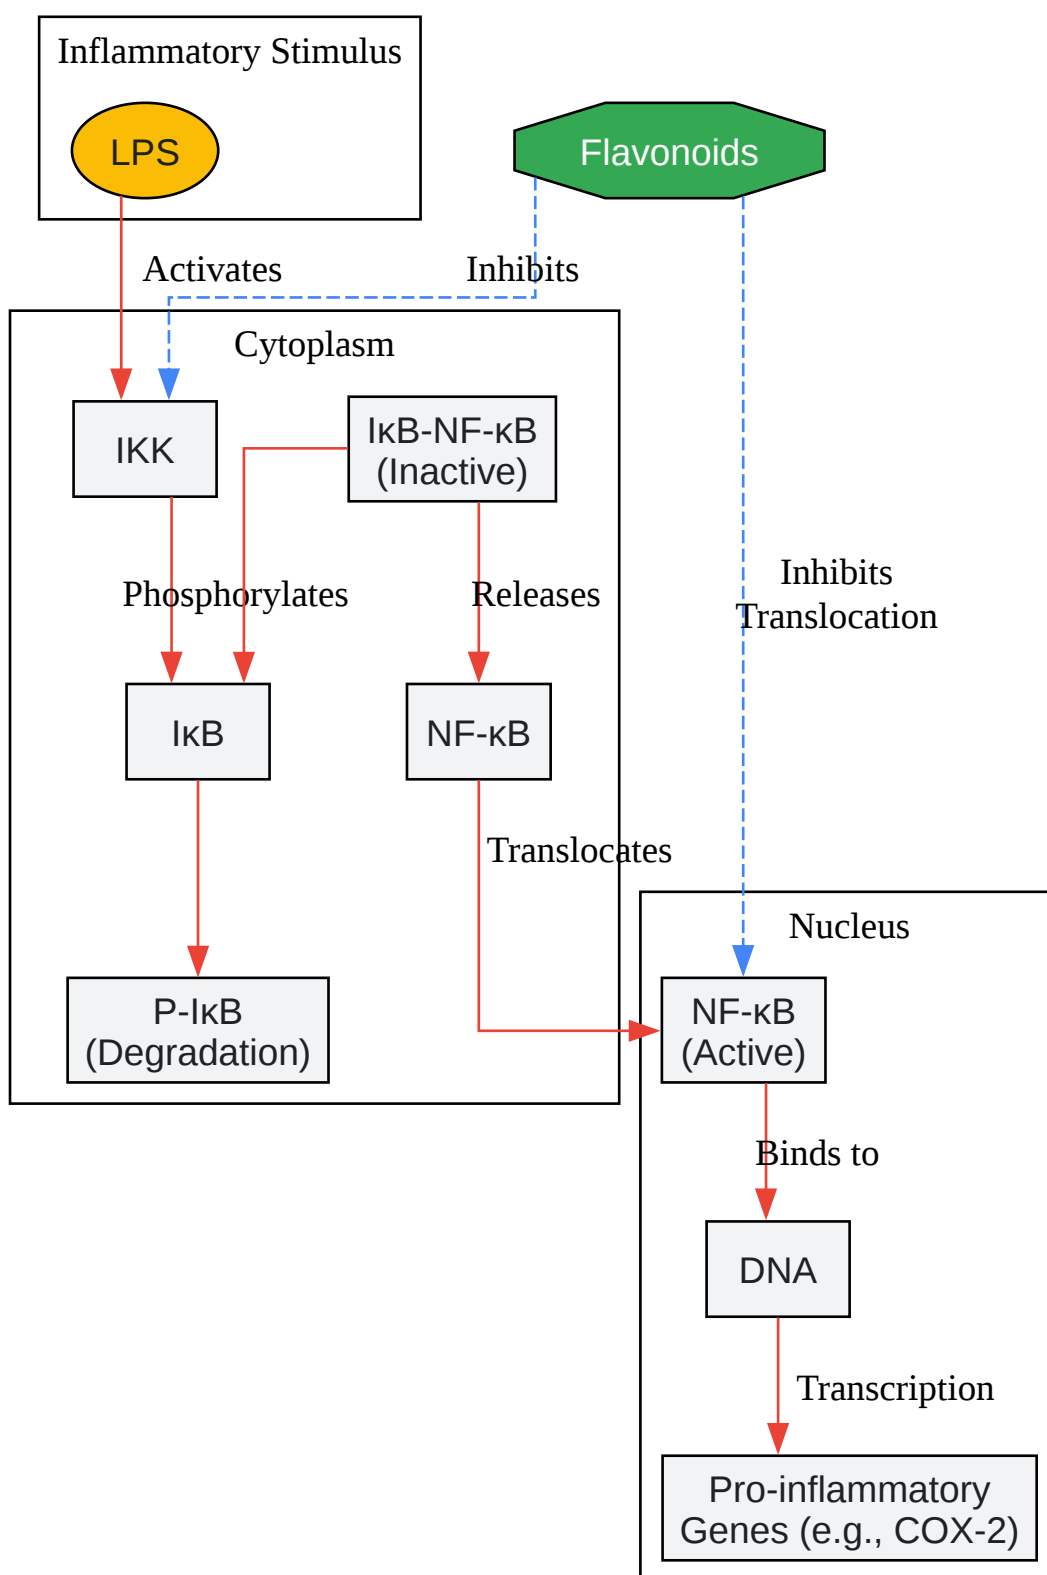 Inflammatory Stimulus
LPS
Flavonoids
Activates
Inhibits
Cytoplasm
IKK
IκB-NF-κB
(Inactive)
Phosphorylates
Releases
Inhibits
Translocation
IκB
NF-κB
Translocates
Nucleus
P-IκB
(Degradation)
NF-κB
(Active)
Binds to
DNA
Transcription
Pro-inflammatory
Genes (e.g., COX-2)